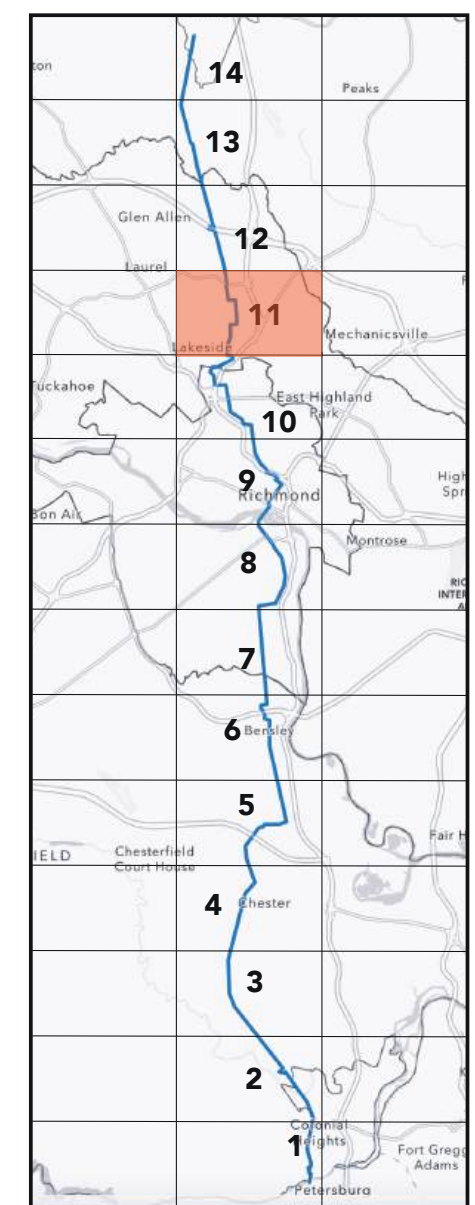 ton
14
Peaks
13
Glen Allen
12
Laurel
11
Lakeside
Mechanicsville
Tuckahoe
East Highland
Park
10
9
Richmond
High
Spr
Bon Air
Montrose
8
RIC
INTER
A
7
6
Bensley
5
Fair H
IELD
Chesterfield
Court House
4
Chester
3
2
Colonial
Heights
1
Fort Gregg
Adams
Petersburg